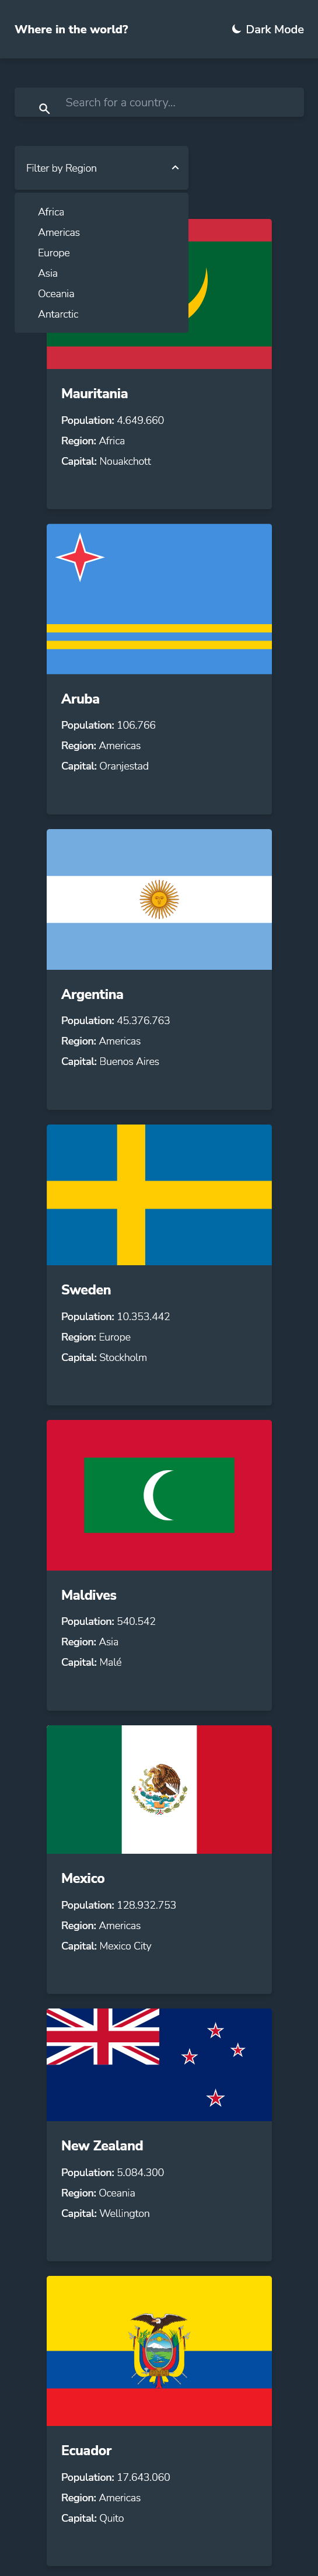 Where in the world?
Dark Mode
Search for a country...
Filter by Region
Africa
Americas
Europe
Asia
Oceania
Antarctic
Mauritania
Population: 4.649.660
Region: Africa
Capital: Nouakchott
Aruba
Population: 106.766
Region: Americas
Capital: Oranjestad
Argentina
Population: 45.376.763
Region: Americas
Capital: Buenos Aires
Sweden
Population: 10.353.442
Region: Europe
Capital: Stockholm
Maldives
Population: 540.542
Region: Asia
Capital: Malé
Mexico
Population: 128.932.753
Region: Americas
Capital: Mexico City
New Zealand
Population: 5.084.300
Region: Oceania
Capital: Wellington
Ecuador
Population: 17.643.060
Region: Americas
Capital: Quito